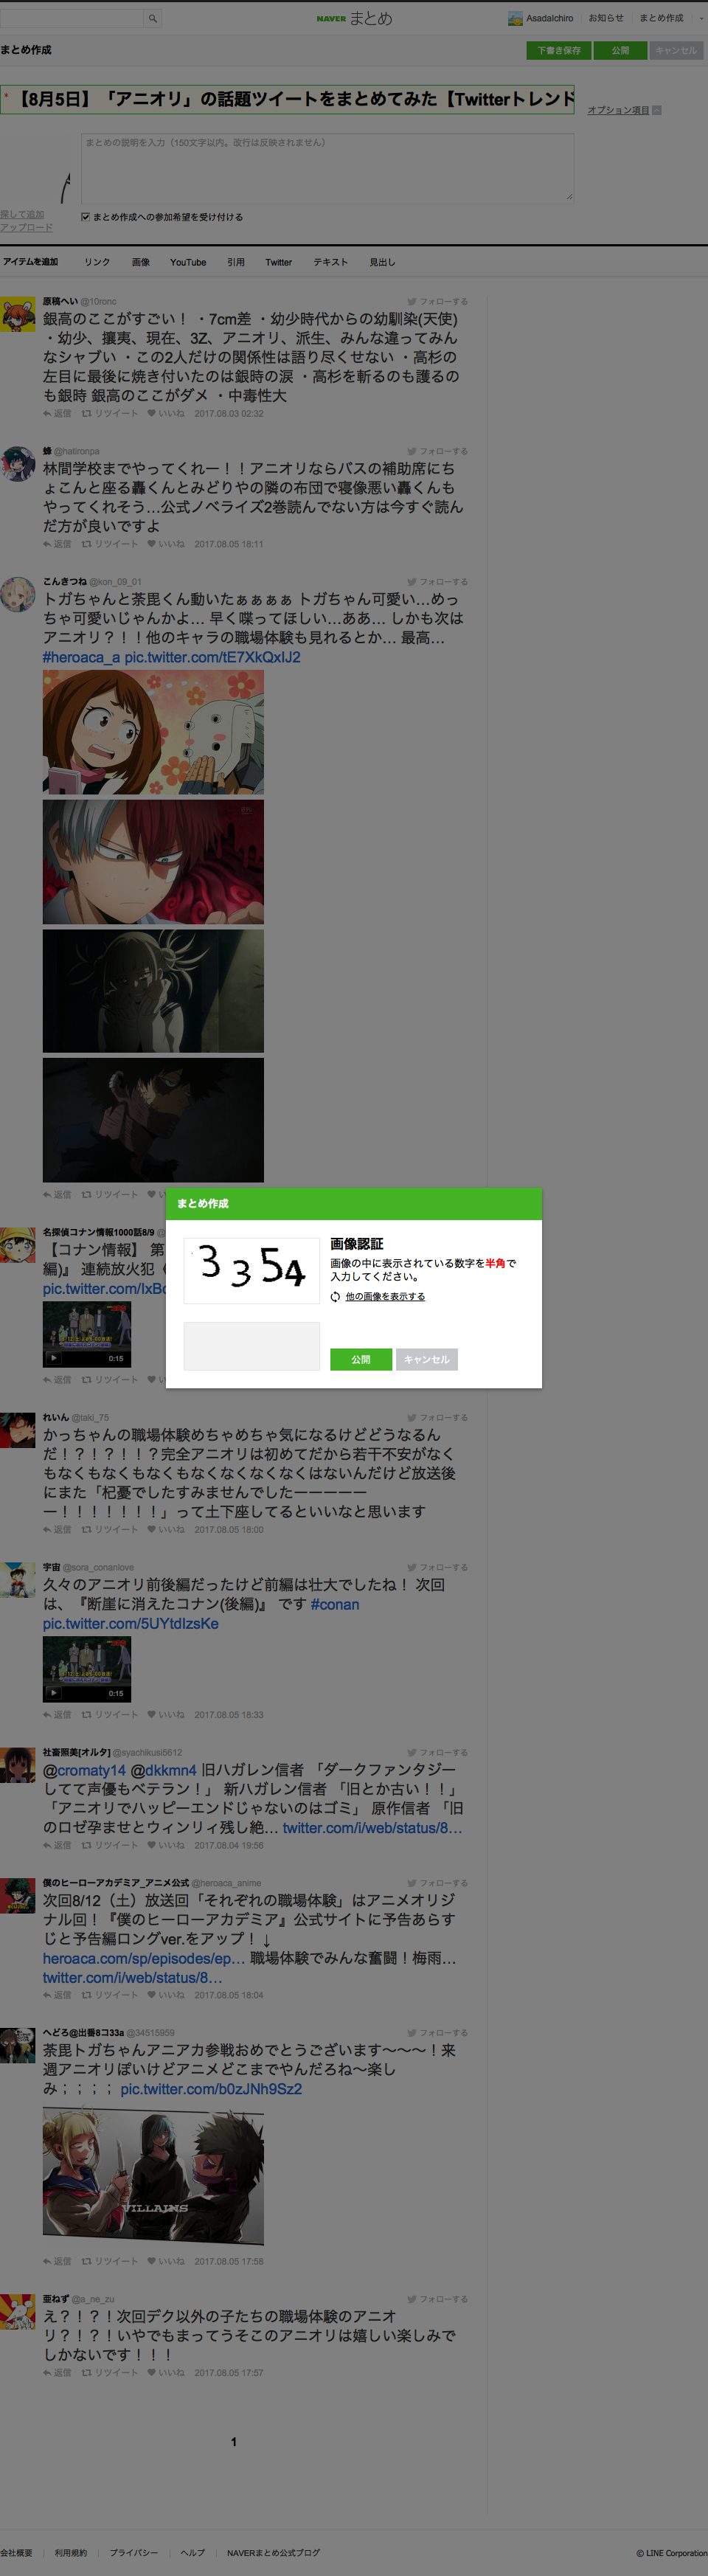 NAVER まとめ
AsadaIchiro
お知らせ
まとめ作成
まとめ作成
下書き保存
公開
キャンセル
* 【8月5日】「アニオリ」の話題ツイートをまとめてみた【Twitterトレンド
オプション項目
まとめの説明を入力（150文字以内。改行は反映されません）
探して追加
アップロード
まとめ作成への参加希望を受け付ける
アイテムを追加 リンク 画像 YouTube 引用 Twitter テキスト 見出し
原稿へい @10ronc フォローする
銀高のここがすごい！ ・7cm差 ・幼少時代からの幼馴染(天使)
・幼少、攘夷、現在、3Z、アニオリ、派生、みんな違ってみん
なシャブい ・この2人だけの関係性は語り尽くせない ・高杉の
左目に最後に焼き付いたのは銀時の涙 ・高杉を斬るのも護るの
も銀時 銀高のここがダメ ・中毒性大
返信 リツイート いいね 2017.08.03 02:32
蜂 @hatironpa フォローする
林間学校までやってくれー！！アニオリならバスの補助席にち
ょこんと座る轟くんとみどりやの隣の布団で寝像悪い轟くんも
やってくれそう…公式ノベライズ2巻読んでない方は今すぐ読ん
だ方が良いですよ
返信 リツイート いいね 2017.08.05 18:11
こんきつね @kon_09_01 フォローする
トガちゃんと荼毘くん動いたぁぁぁぁ トガちゃん可愛い…めっ
ちゃ可愛いじゃんかよ… 早く喋ってほしい…ああ… しかも次は
アニオリ？！！他のキャラの職場体験も見れるとか… 最高…
#heroaca_a pic.twitter.com/tE7XkQxIJ2
返信 リツ
まとめ作成
3354
画像認証
画像の中に表示されている数字を半角で
入力してください。
他の画像を表示する
公開
キャンセル
名探偵コナン情報1000話8/9
【コナン情報】 第
編)』 連続放火犯
pic.twitter.com/IxBc
0:15
返信 リツイート
れいん @taki_75 フォローする
かっちゃんの職場体験めちゃめちゃ気になるけどどうなるん
だ！？！？！！？完全アニオリは初めてだから若干不安がなく
もなくもなくもなくもなくなくなくなくはないんだけど放送後
にまた「杞憂でしたすみませんでしたーーーーー
ー！！！！！！！」って土下座してるといいなと思います
返信 リツイート いいね 2017.08.05 18:00
宇宙 @sora_conanlove フォローする
久々のアニオリ前後編だったけど前編は壮大でしたね！ 次回
は、『断崖に消えたコナン(後編)』 です #conan
pic.twitter.com/5UYtdIzsKe
0:15
返信 リツイート いいね 2017.08.05 18:33
社畜照美[オルタ] @syachikusi5612 フォローする
@cromaty14 @dkkmn4 旧ハガレン信者 「ダークファンタジー
してて声優もベテラン！」 新ハガレン信者 「旧とか古い！！」
「アニオリでハッピーエンドじゃないのはゴミ」 原作信者 「旧
のロゼ孕ませとウィンリィ残し絶… twitter.com/i/web/status/8…
返信 リツイート いいね 2017.08.04 19:56
僕のヒーローアカデミア_アニメ公式 @heroaca_anime フォローする
次回8/12（土）放送回「それぞれの職場体験」はアニメオリジ
ナル回！『僕のヒーローアカデミア』公式サイトに予告あらす
じと予告編ロングver.をアップ！↓
heroaca.com/sp/episodes/ep… 職場体験でみんな奮闘！梅雨…
twitter.com/i/web/status/8…
返信 リツイート いいね 2017.08.05 18:04
へどろ@出番8コ33a @34515959 フォローする
荼毘トガちゃんアニアカ参戦おめでとうございます〜〜〜！来
週アニオリぽいけどアニメどこまでやんだろね〜楽し
み；；；； pic.twitter.com/b0zJNh9Sz2
VILLAINS
返信 リツイート いいね 2017.08.05 17:58
亜ねず @a_ne_zu フォローする
え？！？！次回デク以外の子たちの職場体験のアニオ
リ？！？！いやでもまってうそこのアニオリは嬉しい楽しみで
しかないです！！！
返信 リツイート いいね 2017.08.05 17:57
1
会社概要 利用規約 プライバシー ヘルプ NAVERまとめ公式ブログ
© LINE Corporation